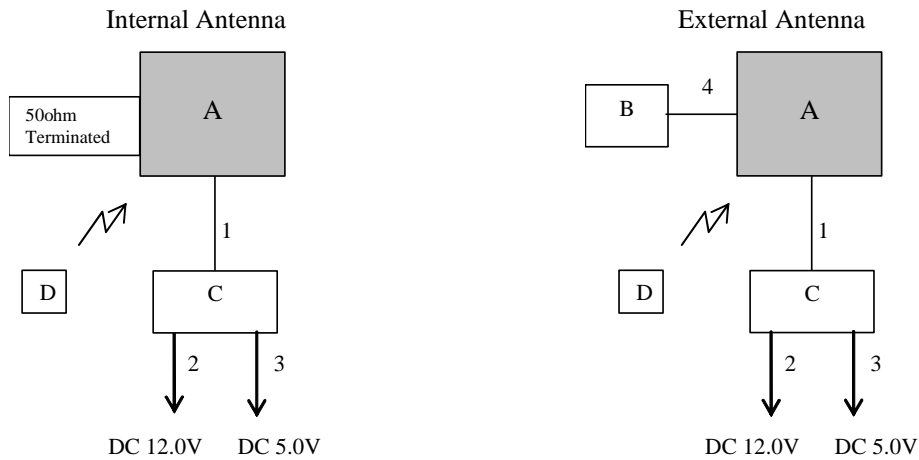 Internal Antenna
50ohm
Terminated
A
1
D
C
2
3
DC 12.0V
DC 5.0V
External Antenna
B
4
A
1
D
C
2
3
DC 12.0V
DC 5.0V